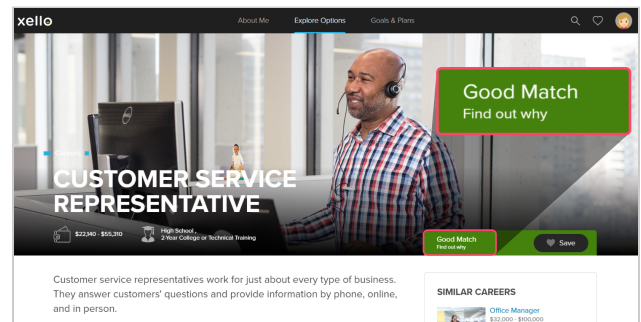 xello
About Me
Explore Options
Goals & Plans
Good Match
Find out why
Careers
CUSTOMER SERVICE
REPRESENTATIVE
$22,140 - $55,310
High School ,
2-Year College or Technical Training
Good Match
Find out why
Save
Customer service representatives work for just about every type of business.
They answer customers' questions and provide information by phone, online,
and in person.
SIMILAR CAREERS
Office Manager
$32,000 - $100,000